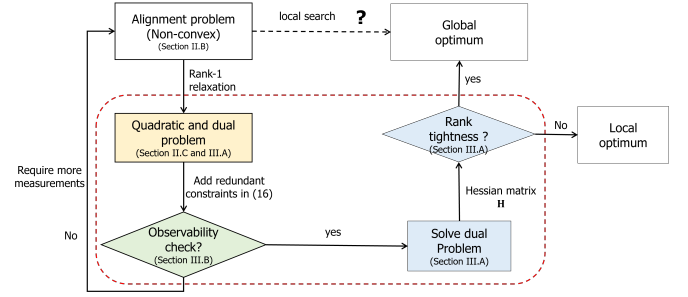 Alignment problem
(Non-convex)
(Section II.B)
local search
?
Global
optimum
Rank-1
relaxation
yes
Quadratic and dual
problem
(Section II.C and III.A)
Rank
tightness ?
(Section III.A)
No
Local
optimum
Require more
measurements
Add redundant
constraints in (16)
Hessian matrix
H
No
Observability
check?
(Section III.B)
yes
Solve dual
Problem
(Section III.A)